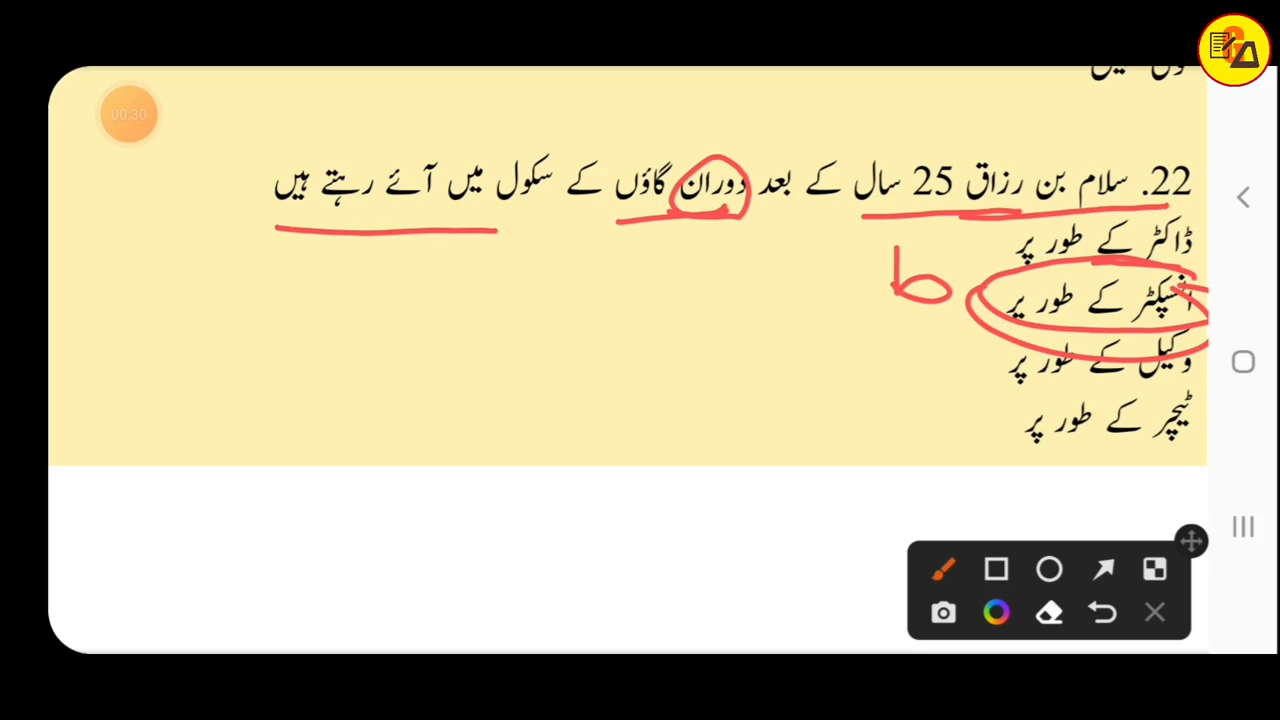 00:30
22. سلام بن رزاق 25 سال کے بعد دوران گاؤں کے سکول میں آئے رہتے ہیں
ڈاکٹر کے طور پر
b
انسپکٹر کے طور پر
وکیل کے طور پر
ٹیچر کے طور پر